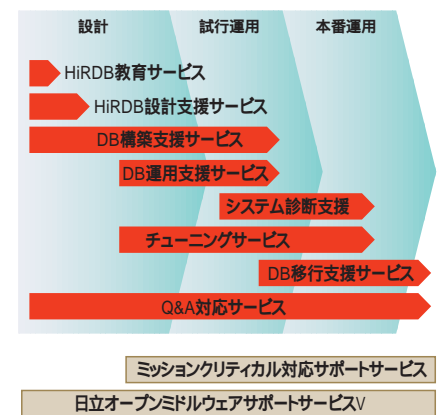 設計 試行運用 本番運用
HiRDB教育サービス
HiRDB設計支援サービス
DB構築支援サービス
DB運用支援サービス
システム診断支援
チューニングサービス
DB移行支援サービス
Q&A対応サービス
ミッションクリティカル対応サポートサービス
日立オープンミドルウェアサポートサービスV